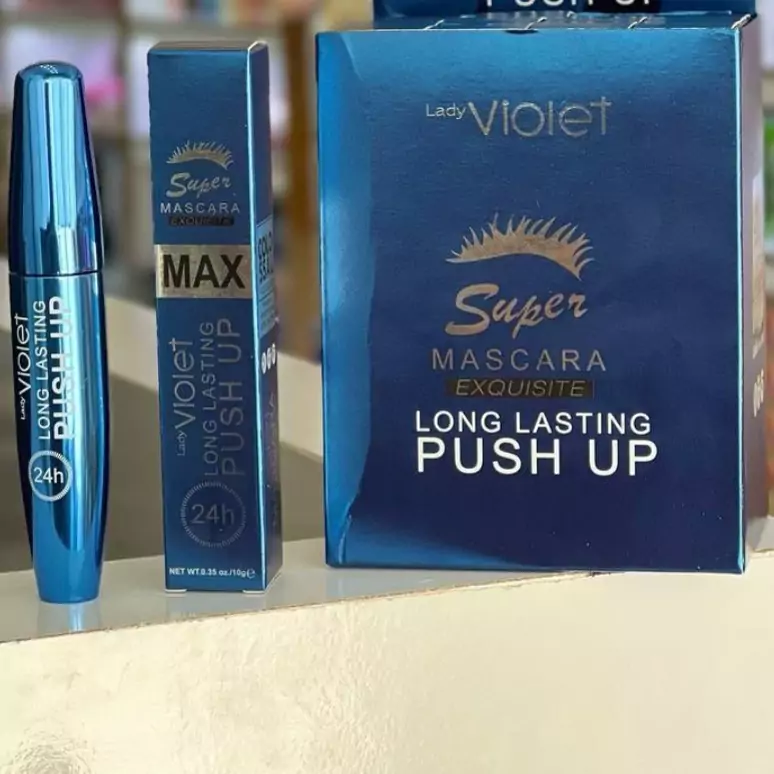 PUSH UP
Lady Violet
LONG LASTING
PUSH UP
24h
Super
MASCARA
EXQUISITE
MAX
Lady Violet
LONG LASTING
PUSH UP
24h
NET WT.0.35 oz./10g e
Lady Violet
Super
MASCARA
EXQUISITE
LONG LASTING
PUSH UP